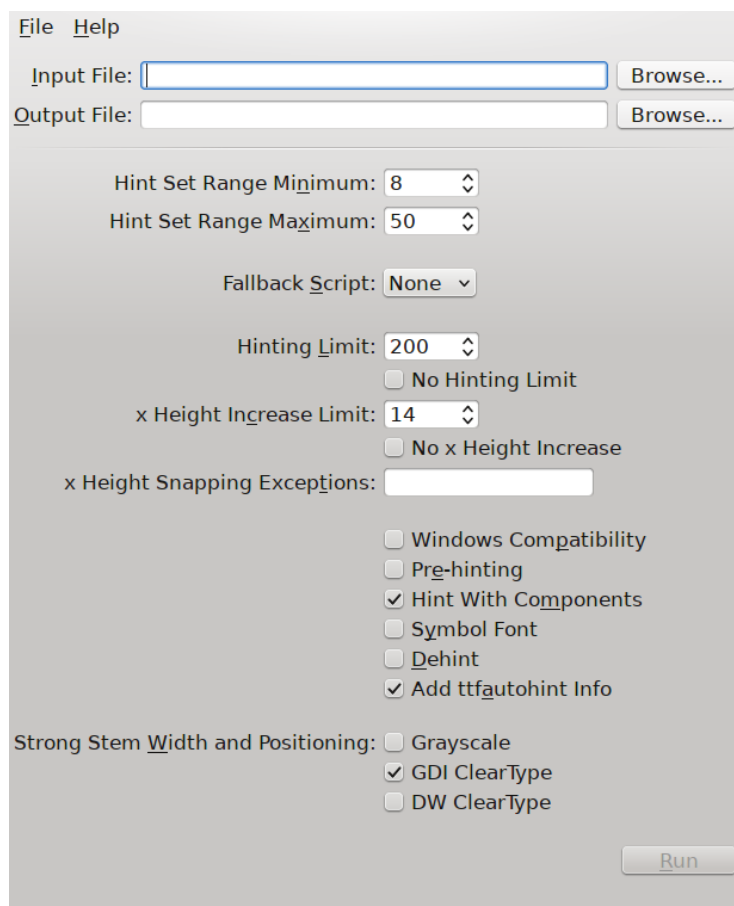 File Help
Input File: Browse...
Output File: Browse...
Hint Set Range Minimum: 8
Hint Set Range Maximum: 50
Fallback Script: None
Hinting Limit: 200
No Hinting Limit
x Height Increase Limit: 14
No x Height Increase
x Height Snapping Exceptions:
Windows Compatibility
Pre-hinting
Hint With Components
Symbol Font
Dehint
Add ttfautohint Info
Strong Stem Width and Positioning: Grayscale
GDI ClearType
DW ClearType
Run